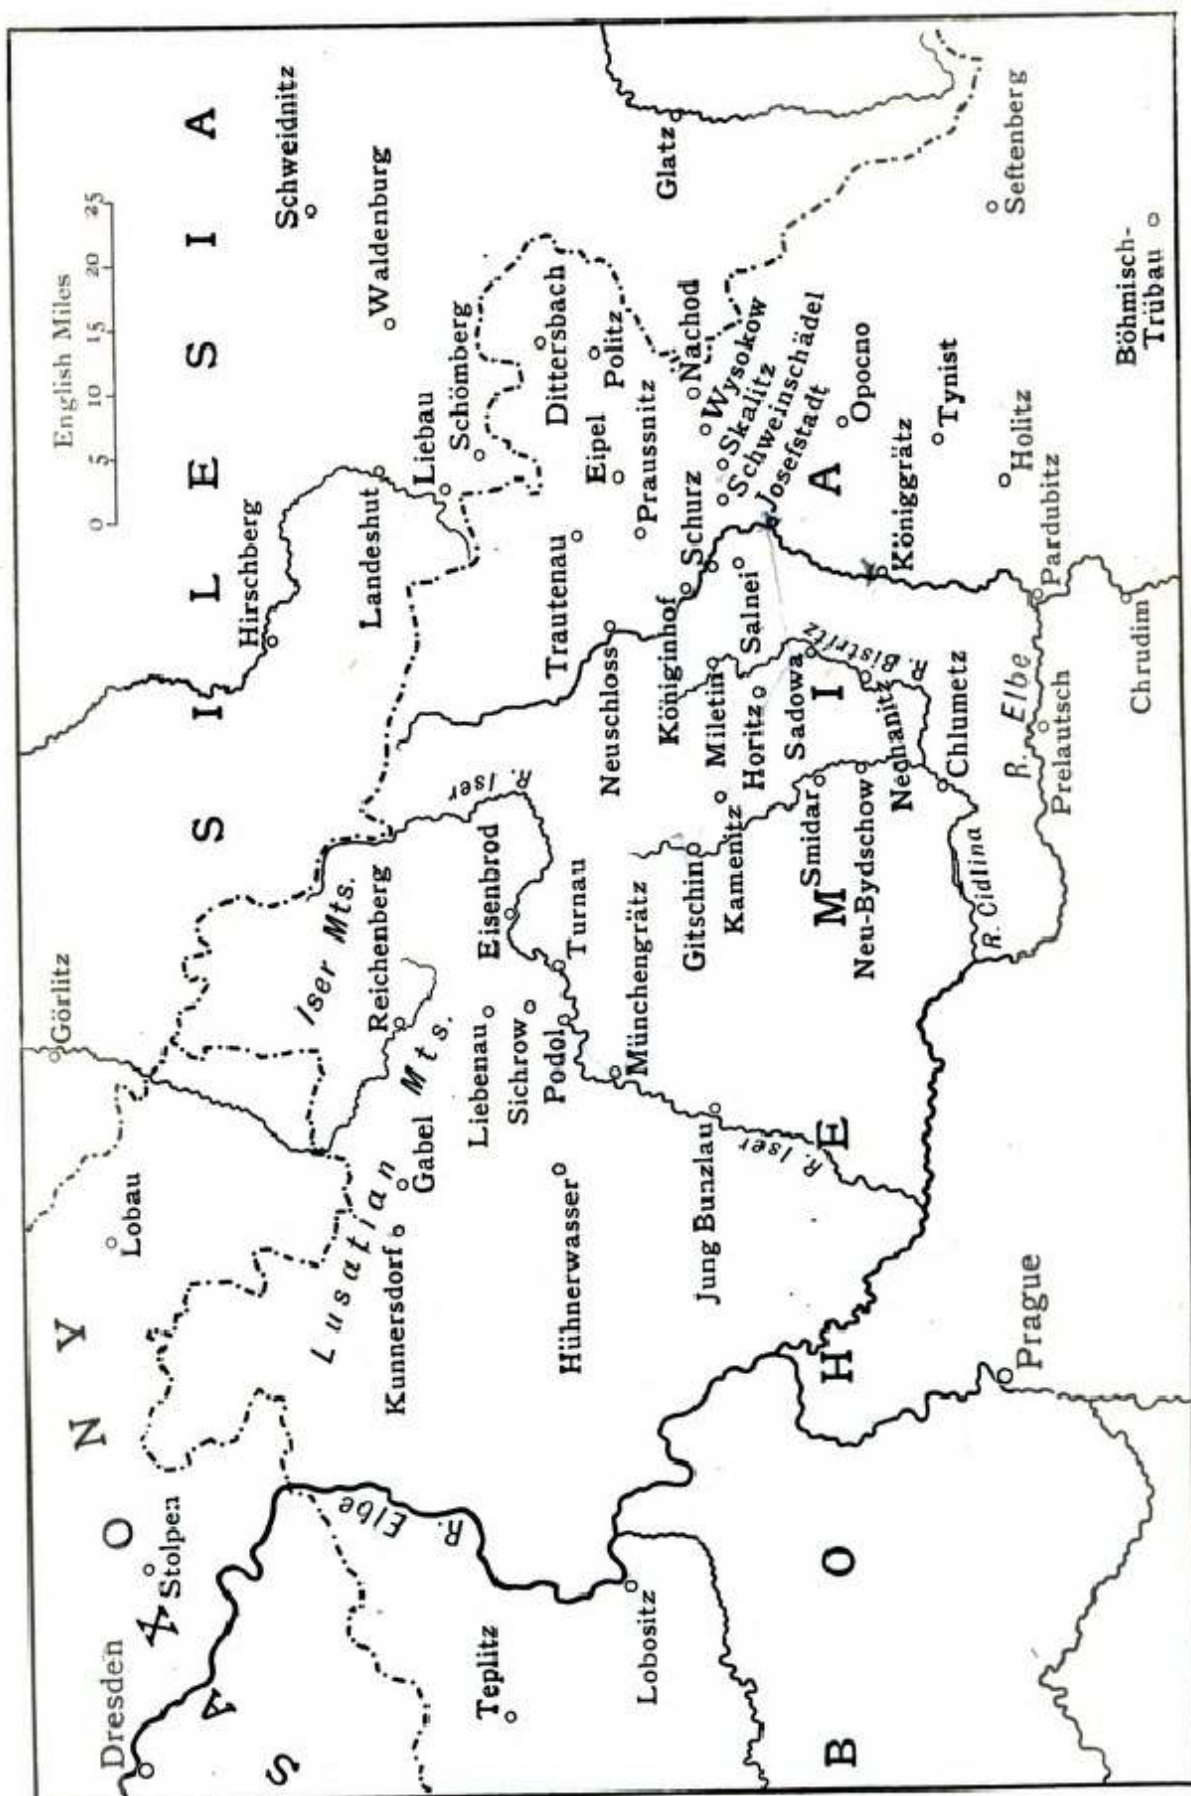 English Miles
0 5 10 15 20 25
SAXONY
SILESIA
BOHEMIA
Dresden
Stolpen
Lobau
Görlitz
Hirschberg
Schweidnitz
Waldenburg
Landeshut
Liebau
Schömberg
Iser Mts.
Lusatian Mts.
Reichenberg
Gabel
Kunnersdorf
R. Elbe
R. Iser
Teplitz
Liebenau
Eisenbrod
Sichrow
Turnau
Podol
Hühnerwasser
Trautenau
Dittersbach
Eipel
Politz
Glatz
Lobositz
Münchengrätz
Neuschloss
Praussnitz
Nachod
Königinhof
Schurz
Wysokow
Skalitz
Schweinschädel
Josefstadt
Jung Bunzlau
R. Iser
Gitschin
Kamenitz
Miletin
Horitz
Salnei
Sadowa
R. Bistritz
Smidar
Neu-Bydschow
Nechanitz
Opocno
Königgrätz
Tynist
Chlumetz
R. Cidlina
Holitz
Seftenberg
Prague
R. Elbe
Prelautsch
Pardubitz
Chrudim
Böhmisch-
Trübau